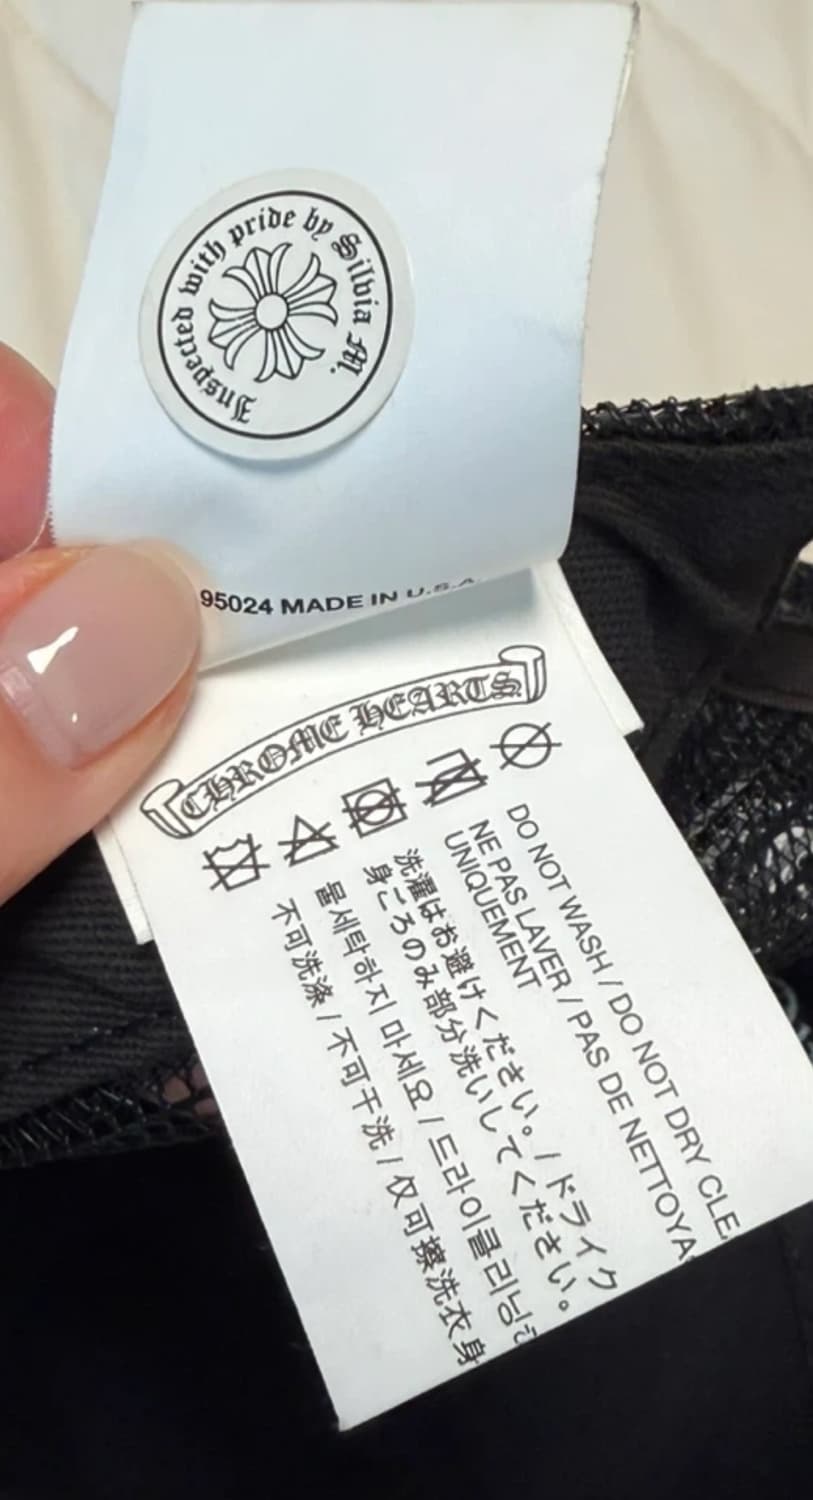 Inspected with pride by Silvia M.
95024 MADE IN U.S.A.
CHROME HEARTS
DO NOT WASH / DO NOT DRY CLE
NE PAS LAVER / PAS DE NETTOYA
UNIQUEMENT
洗濯はお避けください。/ ドライク
身ごろのみ部分洗いしてください。
물세탁하지 마세요 / 드라이클리닝
不可洗涤 / 不可干洗 / 仅可擦洗衣身